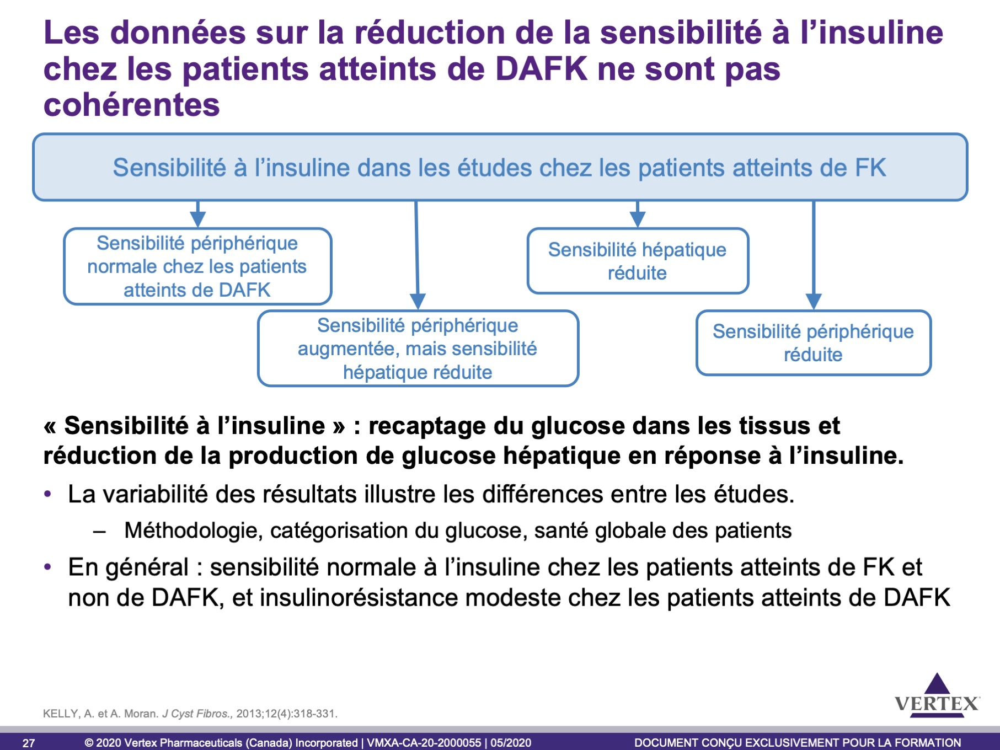 Les données sur la réduction de la sensibilité à l’insuline
chez les patients atteints de DAFK ne sont pas
cohérentes
Sensibilité à l’insuline dans les études chez les patients atteints de FK
Sensibilité périphérique
normale chez les patients
atteints de DAFK
Sensibilité périphérique
augmentée, mais sensibilité
hépatique réduite
Sensibilité hépatique
réduite
Sensibilité périphérique
réduite
« Sensibilité à l’insuline » : recaptage du glucose dans les tissus et
réduction de la production de glucose hépatique en réponse à l’insuline.
• La variabilité des résultats illustre les différences entre les études.
– Méthodologie, catégorisation du glucose, santé globale des patients
• En général : sensibilité normale à l’insuline chez les patients atteints de FK et
non de DAFK, et insulinorésistance modeste chez les patients atteints de DAFK
VERTEX
KELLY, A. et A. Moran. J Cyst Fibros., 2013;12(4):318-331.
27 © 2020 Vertex Pharmaceuticals (Canada) Incorporated | VMXA-CA-20-2000055 | 05/2020 DOCUMENT CONÇU EXCLUSIVEMENT POUR LA FORMATION